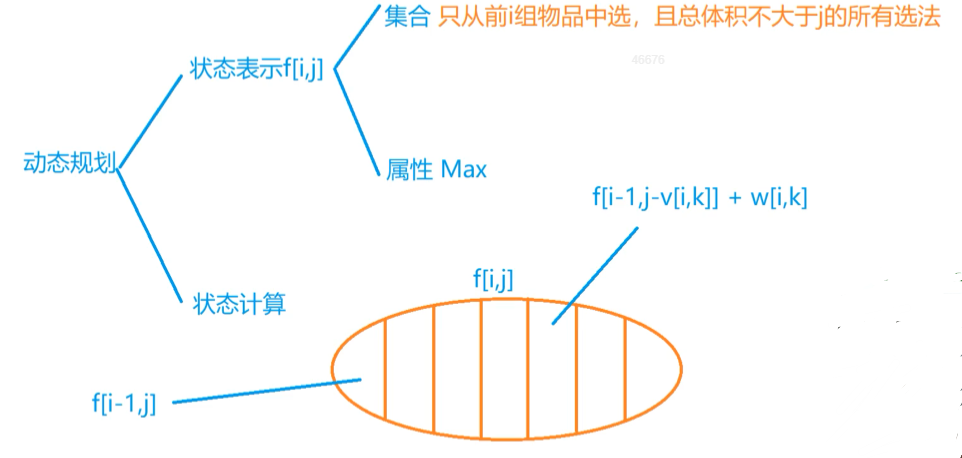 集合 只从前i组物品中选，且总体积不大于j的所有选法
46676
状态表示f[i,j]
动态规划
属性 Max
f[i-1,j-v[i,k]] + w[i,k]
f[i,j]
状态计算
f[i-1,j]